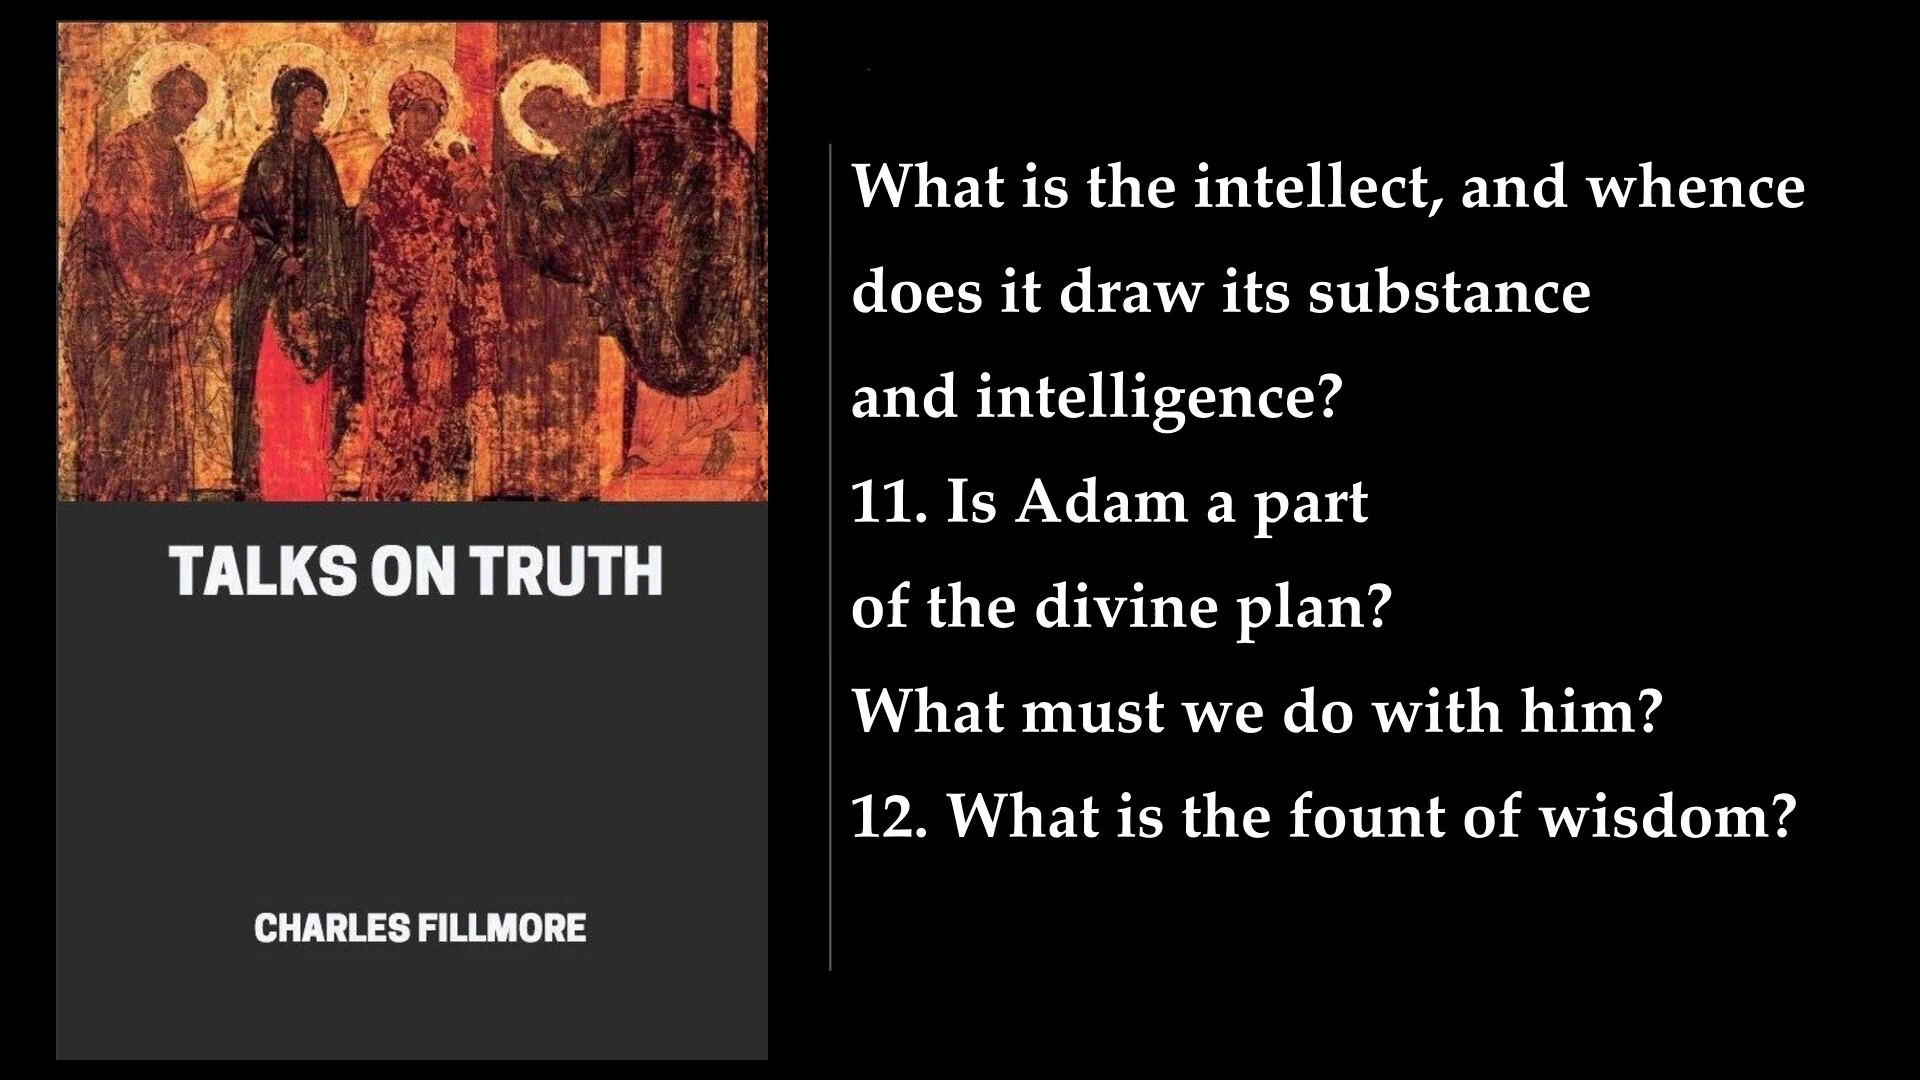 TALKS ON TRUTH
CHARLES FILLMORE
What is the intellect, and whence
does it draw its substance
and intelligence?
11. Is Adam a part
of the divine plan?
What must we do with him?
12. What is the fount of wisdom?